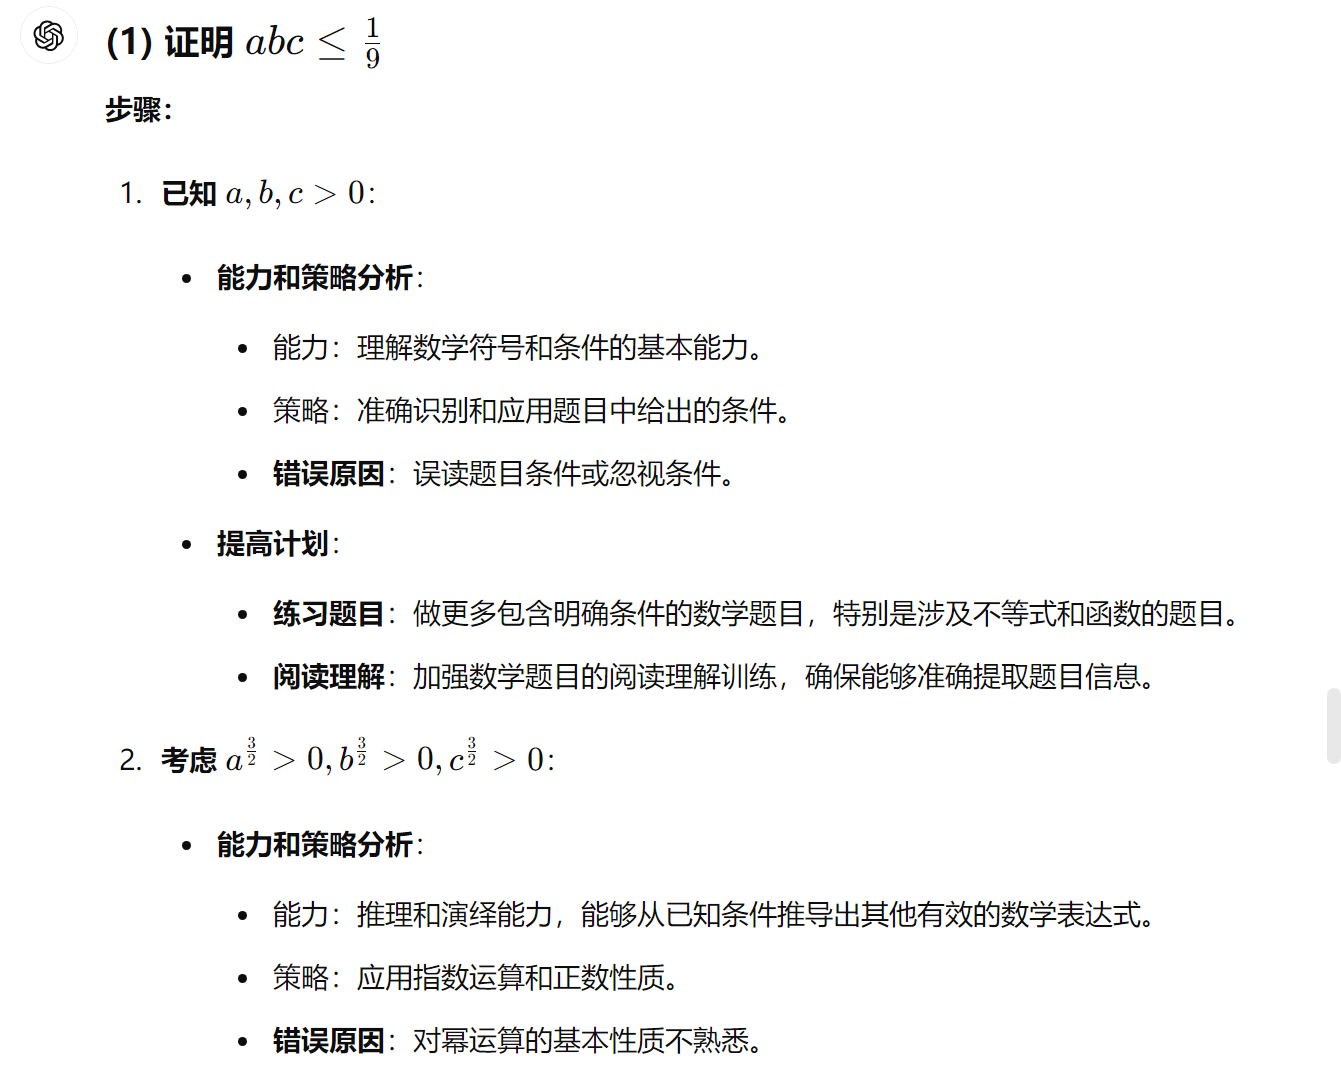 (1) 证明 abc ≤ 1/9
步骤：
1. 已知 a, b, c > 0：
• 能力和策略分析：
• 能力：理解数学符号和条件的基本能力。
• 策略：准确识别和应用题目中给出的条件。
• 错误原因：误读题目条件或忽视条件。
• 提高计划：
• 练习题目：做更多包含明确条件的数学题目，特别是涉及不等式和函数的题目。
• 阅读理解：加强数学题目的阅读理解训练，确保能够准确提取题目信息。
2. 考虑 a^{3/2} > 0, b^{3/2} > 0, c^{3/2} > 0：
• 能力和策略分析：
• 能力：推理和演绎能力，能够从已知条件推导出其他有效的数学表达式。
• 策略：应用指数运算和正数性质。
• 错误原因：对幂运算的基本性质不熟悉。